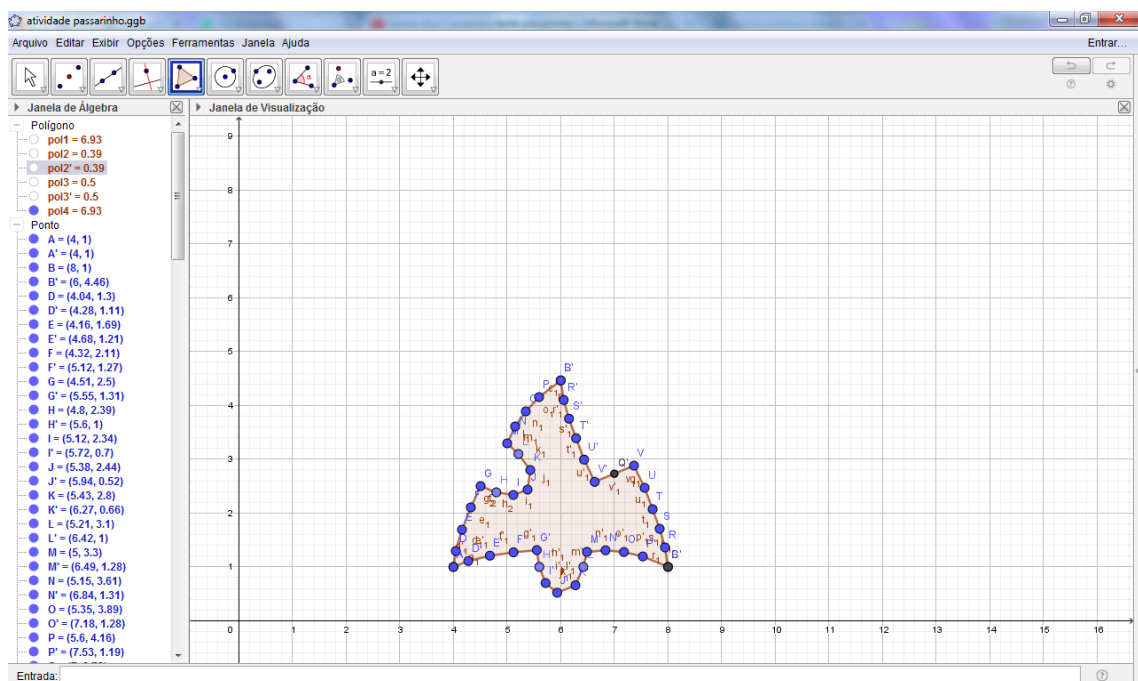 atividade passarinho.ggb
Arquivo Editar Exibir Opções Ferramentas Janela Ajuda Entrar...
a=2
Janela de Álgebra
Janela de Visualização
Polígono
pol1 = 6.93
pol2 = 0.39
pol2' = 0.39
pol3 = 0.5
pol3' = 0.5
pol4 = 6.93
Ponto
A = (4, 1)
A' = (4, 1)
B = (8, 1)
B' = (6, 4.46)
D = (4.04, 1.3)
D' = (4.28, 1.11)
E = (4.16, 1.69)
E' = (4.68, 1.21)
F = (4.32, 2.11)
F' = (5.12, 1.27)
G = (4.51, 2.5)
G' = (5.55, 1.31)
H = (4.8, 2.39)
H' = (5.6, 1)
I = (5.12, 2.34)
I' = (5.72, 0.7)
J = (5.38, 2.44)
J' = (5.94, 0.52)
K = (5.43, 2.8)
K' = (6.27, 0.66)
L = (5.21, 3.1)
L' = (6.42, 1)
M = (5, 3.3)
M' = (6.49, 1.28)
N = (5.15, 3.61)
N' = (6.84, 1.31)
O = (5.35, 3.89)
O' = (7.18, 1.28)
P = (5.6, 4.16)
P' = (7.53, 1.19)
9
8
7
6
5
4
3
2
1
0 1 2 3 4 5 6 7 8 9 10 11 12 13 14 15 16
B'
P
R'
S'
N
T'
U'
K
V'
Q'
V
U
G
H
I
T
S
R
E
F
G'
M
N'
O
B'
Entrada: